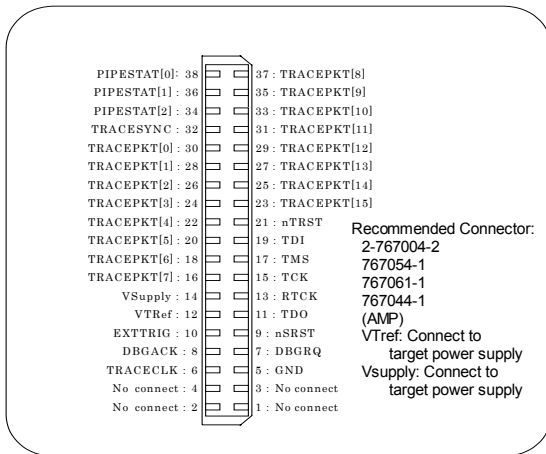 PIPESTAT[0]: 38 37 : TRACEPKT[8]
PIPESTAT[1] : 36 35 : TRACEPKT[9]
PIPESTAT[2] : 34 33 : TRACEPKT[10]
TRACESYNC : 32 31 : TRACEPKT[11]
TRACEPKT[0] : 30 29 : TRACEPKT[12]
TRACEPKT[1] : 28 27 : TRACEPKT[13]
TRACEPKT[2] : 26 25 : TRACEPKT[14]
TRACEPKT[3] : 24 23 : TRACEPKT[15]
TRACEPKT[4] : 22 21 : nTRST
TRACEPKT[5] : 20 19 : TDI
TRACEPKT[6] : 18 17 : TMS
TRACEPKT[7] : 16 15 : TCK
VSupply : 14 13 : RTCK
VTRef : 12 11 : TDO
EXTTRIG : 10 9 : nSRST
DBGACK : 8 7 : DBGRQ
TRACECLK : 6 5 : GND
No connect : 4 3 : No connect
No connect : 2 1 : No connect
Recommended Connector:
2-767004-2
767054-1
767061-1
767044-1
(AMP)
VTref: Connect to
target power supply
Vsupply: Connect to
target power supply